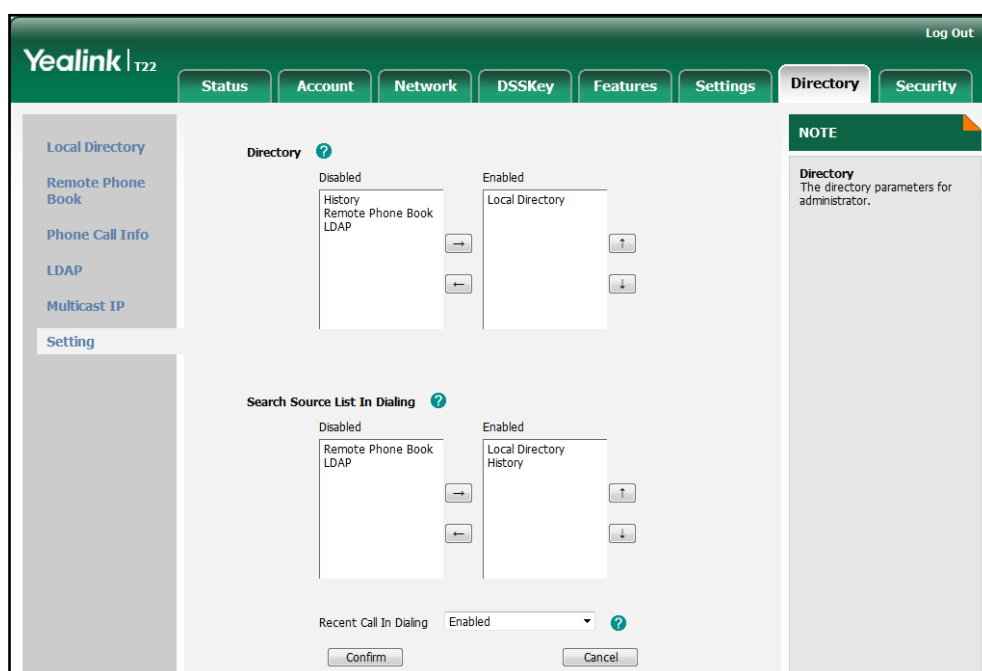 Log Out
Yealink T22
Status Account Network DSSKey Features Settings Directory Security
Local Directory
Remote Phone
Book
Phone Call Info
LDAP
Multicast IP
Setting
Directory ?
Disabled
History
Remote Phone Book
LDAP
→
←
Enabled
Local Directory
↑
↓
Search Source List In Dialing ?
Disabled
Remote Phone Book
LDAP
→
←
Enabled
Local Directory
History
↑
↓
Recent Call In Dialing Enabled ?
Confirm Cancel
NOTE
Directory
The directory parameters for
administrator.